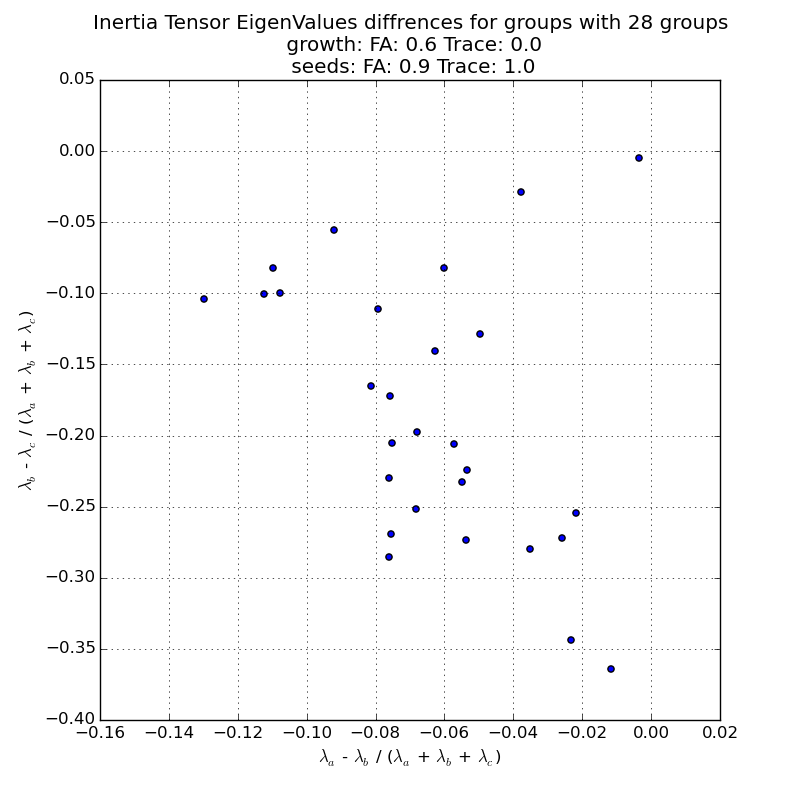 Inertia Tensor EigenValues diffrences for groups with 28 groups
growth: FA: 0.6 Trace: 0.0
seeds: FA: 0.9 Trace: 1.0
0.05
0.00
−0.05
−0.10
−0.15
−0.20
−0.25
−0.30
−0.35
−0.40
λb - λc / (λa + λb + λc)
−0.16 −0.14 −0.12 −0.10 −0.08 −0.06 −0.04 −0.02 0.00 0.02
λa - λb / (λa + λb + λc)